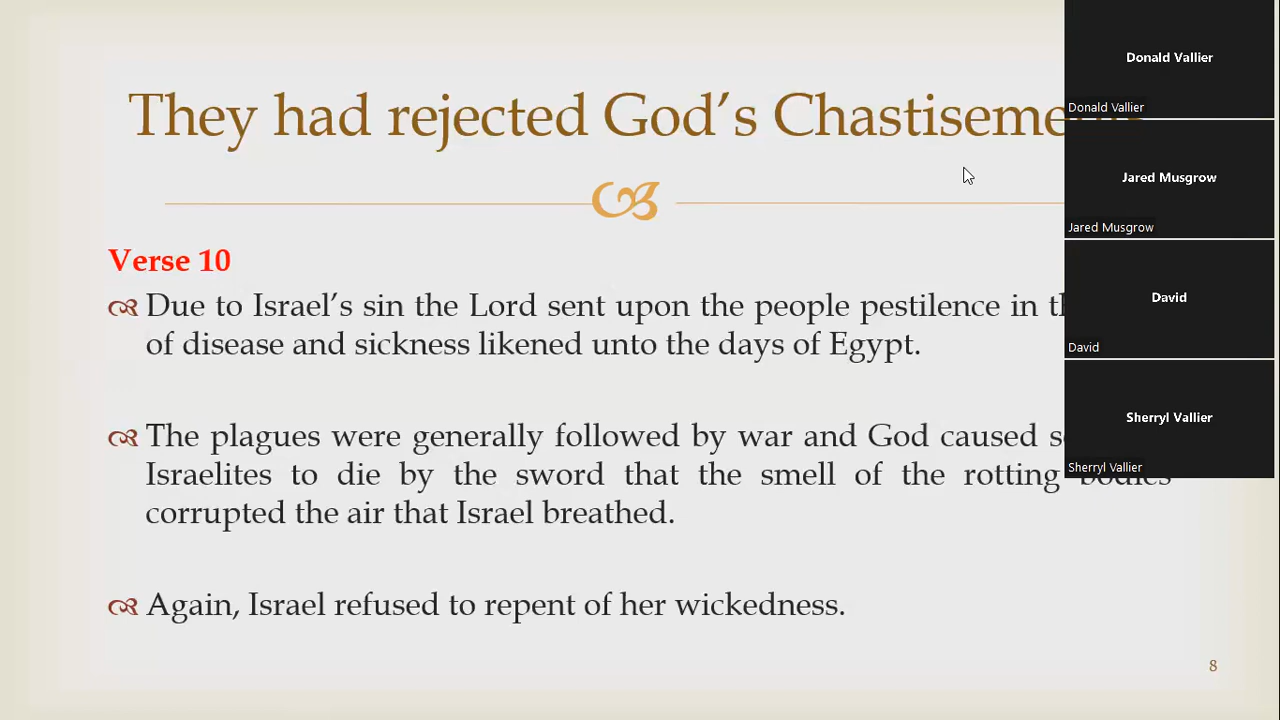 They had rejected God's Chastiseme
Verse 10
Due to Israel's sin the Lord sent upon the people pestilence in
of disease and sickness likened unto the days of Egypt.
The plagues were generally followed by war and God caused
Israelites to die by the sword that the smell of the rotting bodies
corrupted the air that Israel breathed.
Again, Israel refused to repent of her wickedness.
8
Donald Vallier
Donald Vallier
Jared Musgrow
Jared Musgrow
David
David
Sherryl Vallier
Sherryl Vallier